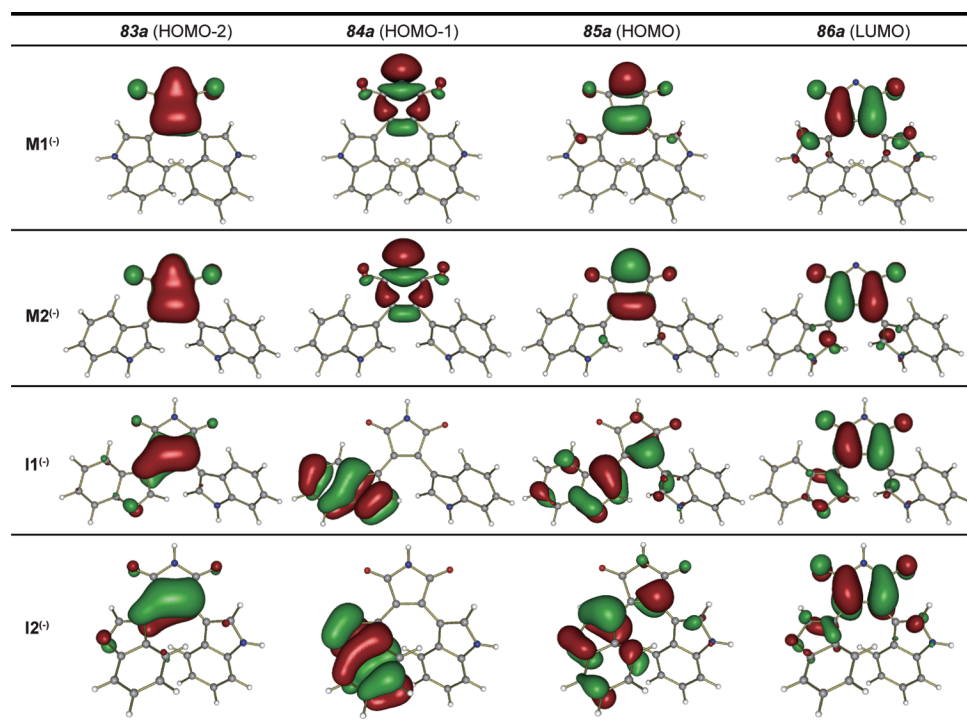 83a (HOMO-2) 84a (HOMO-1) 85a (HOMO) 86a (LUMO)
M1(-)
M2(-)
I1(-)
I2(-)